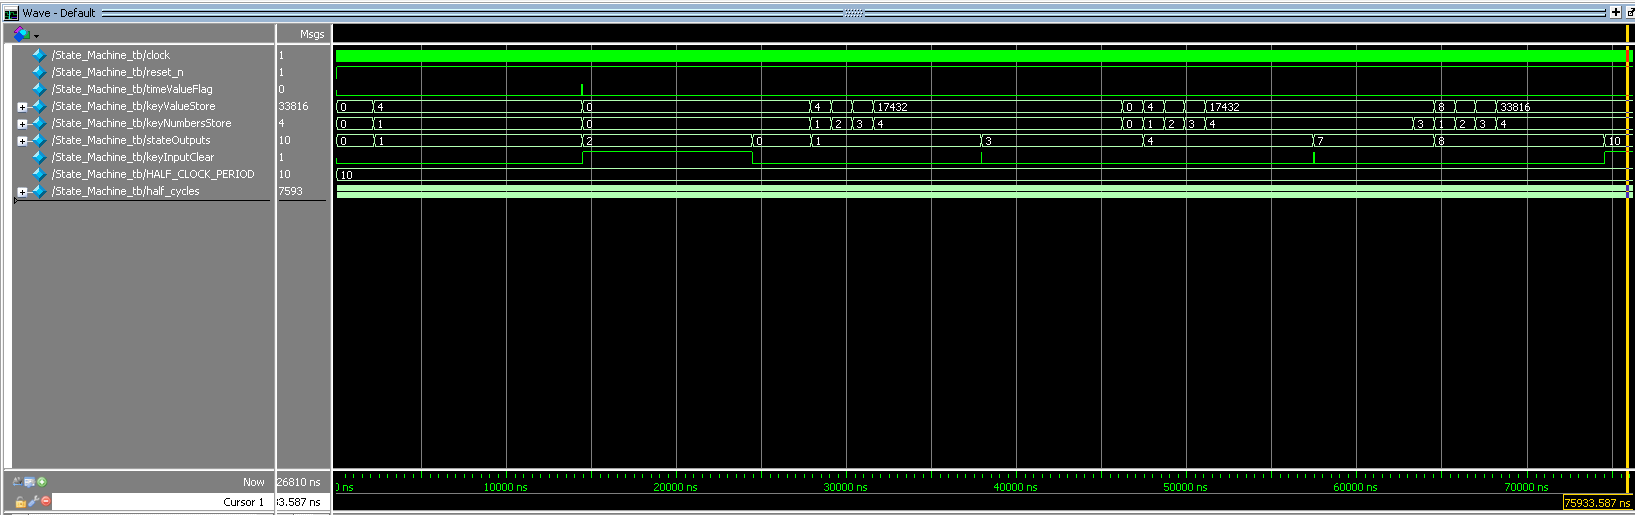 Wave - Default
Msgs
/State_Machine_tb/clock 1
/State_Machine_tb/reset_n 1
/State_Machine_tb/timeValueFlag 0
/State_Machine_tb/keyValueStore 33816 0 4 0 4 17432 0 4 17432 8 33816
/State_Machine_tb/keyNumbersStore 4 0 1 0 1 2 3 4 0 1 2 3 4 3 1 2 3 4
/State_Machine_tb/stateOutputs 10 0 1 2 0 1 3 4 7 8 10
/State_Machine_tb/keyInputClear 1
/State_Machine_tb/HALF_CLOCK_PERIOD 10 10
/State_Machine_tb/half_cycles 7593
Now 26810 ns ns 10000 ns 20000 ns 30000 ns 40000 ns 50000 ns 60000 ns 70000 ns
Cursor 1 3.587 ns 75933.587 ns